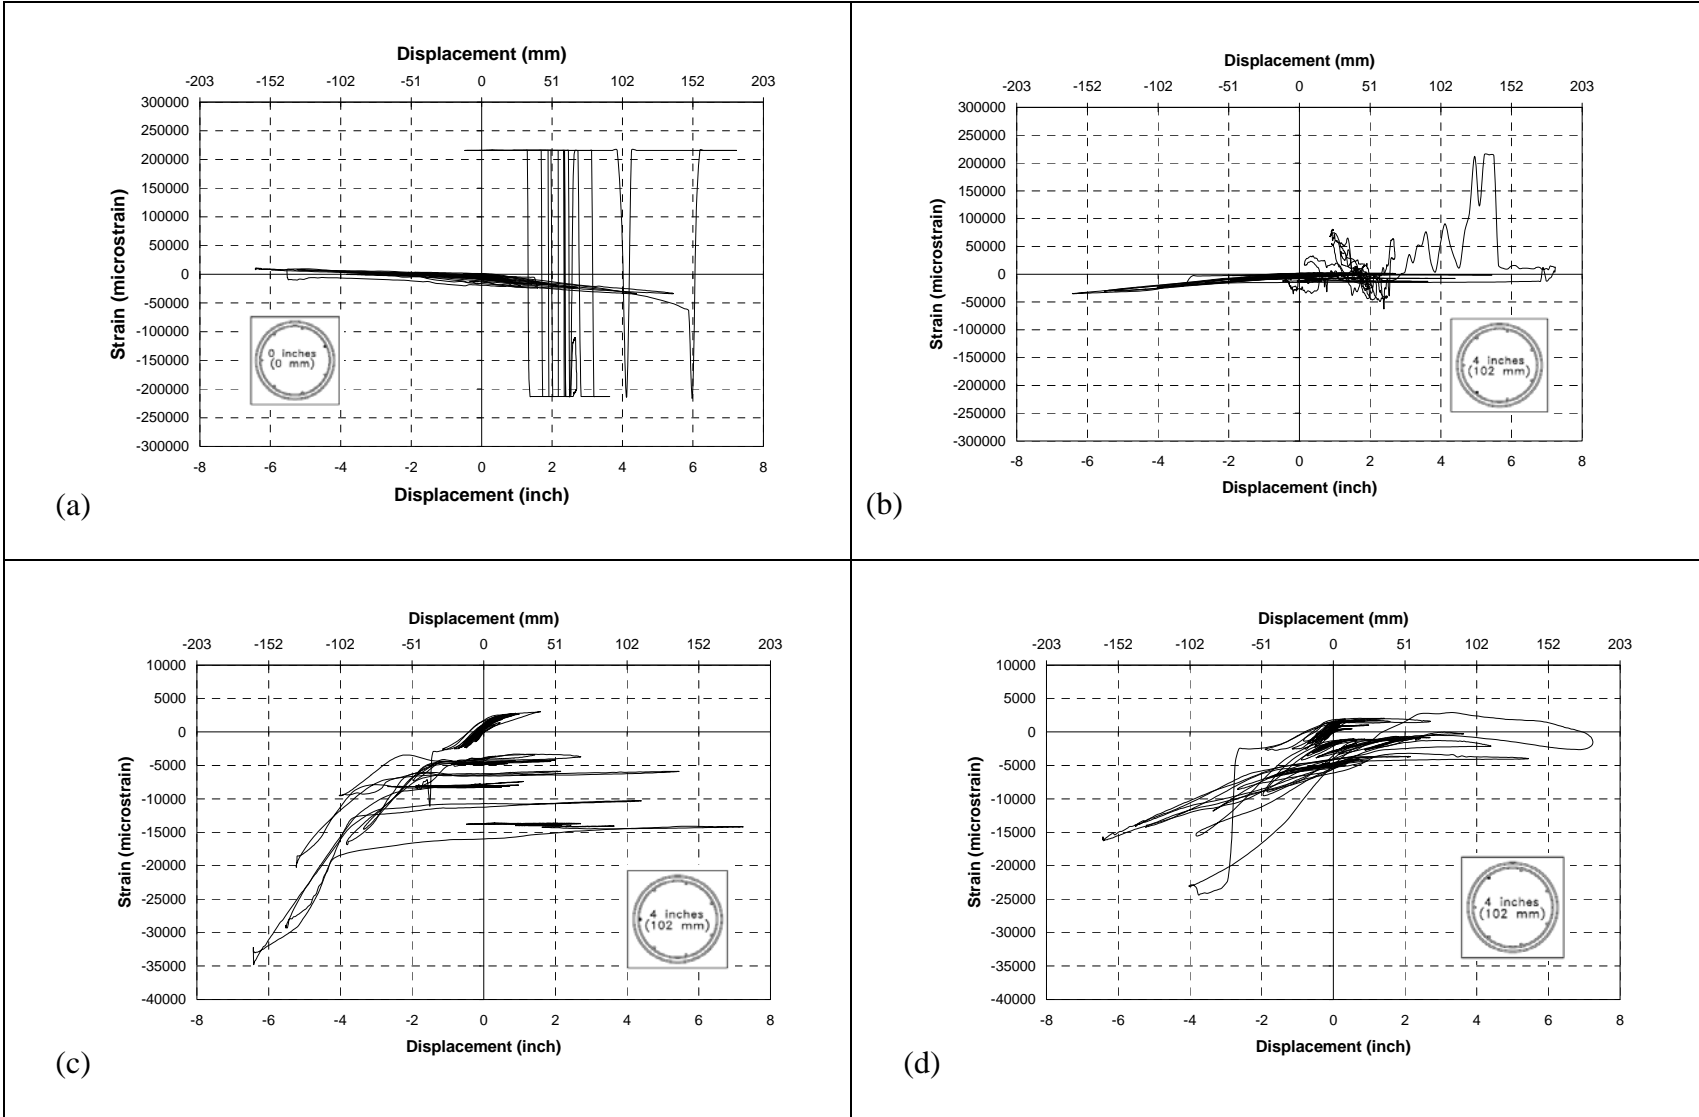 Displacement (mm)
-203 -152 -102 -51 0 51 102 152 203
300000
250000
200000
150000
100000
50000
0
-50000
-100000
-150000
-200000
-250000
-300000
Strain (microstrain)
0 inches
(0 mm)
-8 -6 -4 -2 0 2 4 6 8
Displacement (inch)
(a)
Displacement (mm)
-203 -152 -102 -51 0 51 102 152 203
300000
250000
200000
150000
100000
50000
0
-50000
-100000
-150000
-200000
-250000
-300000
Strain (microstrain)
4 inches
(102 mm)
-8 -6 -4 -2 0 2 4 6 8
Displacement (inch)
(b)
Displacement (mm)
-203 -152 -102 -51 0 51 102 152 203
10000
5000
0
-5000
-10000
-15000
-20000
-25000
-30000
-35000
-40000
Strain (microstrain)
4 inches
(102 mm)
-8 -6 -4 -2 0 2 4 6 8
Displacement (inch)
(c)
Displacement (mm)
-203 -152 -102 -51 0 51 102 152 203
10000
5000
0
-5000
-10000
-15000
-20000
-25000
-30000
-35000
-40000
Strain (microstrain)
4 inches
(102 mm)
-8 -6 -4 -2 0 2 4 6 8
Displacement (inch)
(d)